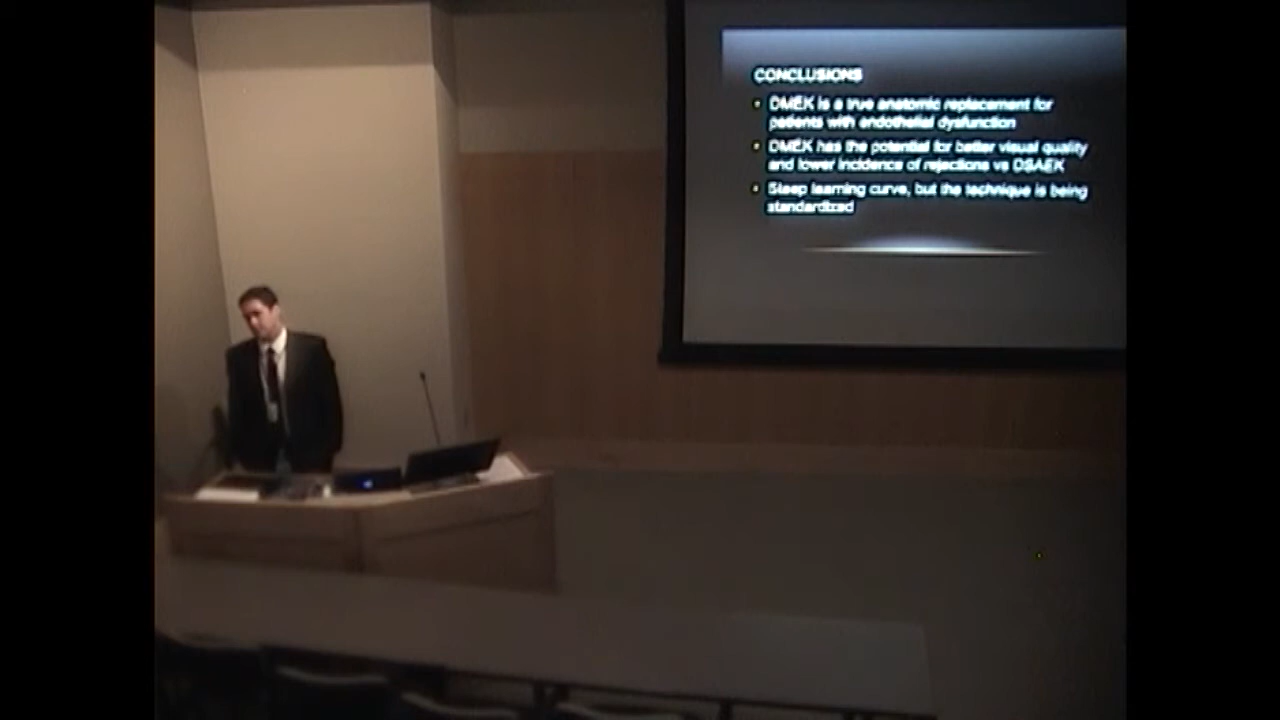 CONCLUSIONS
• DMEK is a true anatomic replacement for
patients with endothelial dysfunction
• DMEK has the potential for better visual quality
and lower incidence of rejections vs DSAEK
• Steep learning curve, but the technique is being
standardized